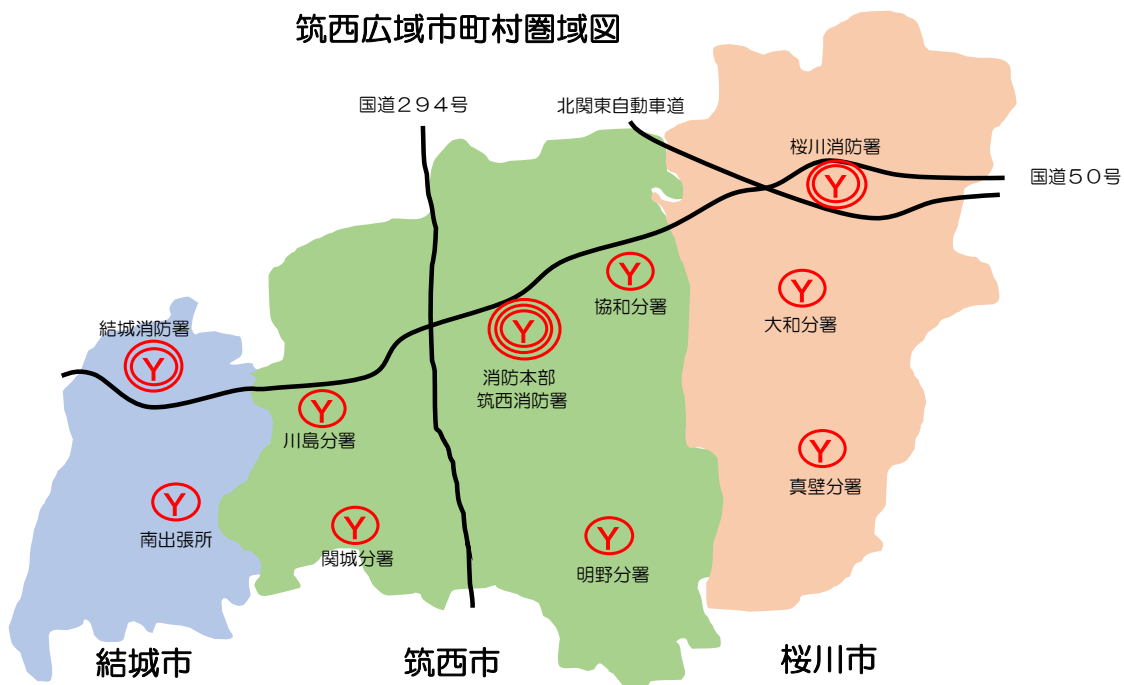 筑西広域市町村圏域図
国道２９４号
北関東自動車道
桜川消防署
Y
国道５０号
Y
協和分署
Y
大和分署
結城消防署
Y
Y
消防本部
筑西消防署
Y
川島分署
Y
真壁分署
Y
南出張所
Y
関城分署
Y
明野分署
結城市
筑西市
桜川市